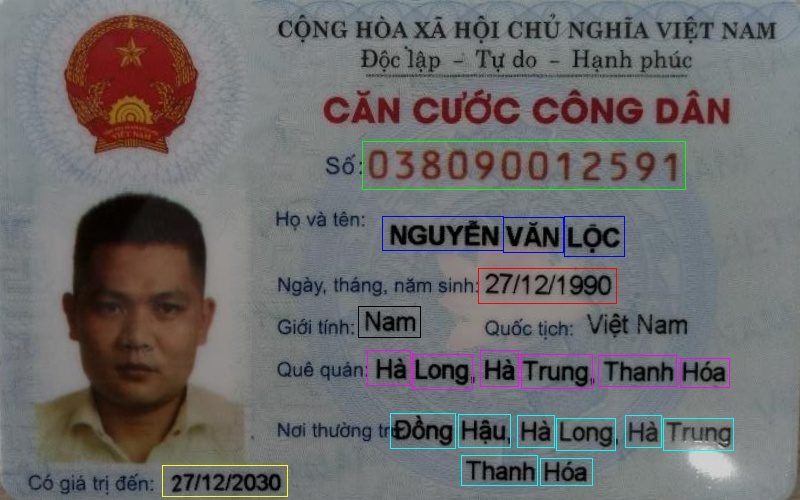 CỘNG HÒA XÃ HỘI CHỦ NGHĨA VIỆT NAM
Độc lập - Tự do - Hạnh phúc
CĂN CƯỚC CÔNG DÂN
Số: 038090012591
Họ và tên: NGUYỄN VĂN LỘC
Ngày, tháng, năm sinh: 27/12/1990
Giới tính: Nam Quốc tịch: Việt Nam
Quê quán: Hà Long, Hà Trung, Thanh Hóa
Nơi thường trú: Đồng Hậu, Hà Long, Hà Trung
Thanh Hóa
Có giá trị đến: 27/12/2030